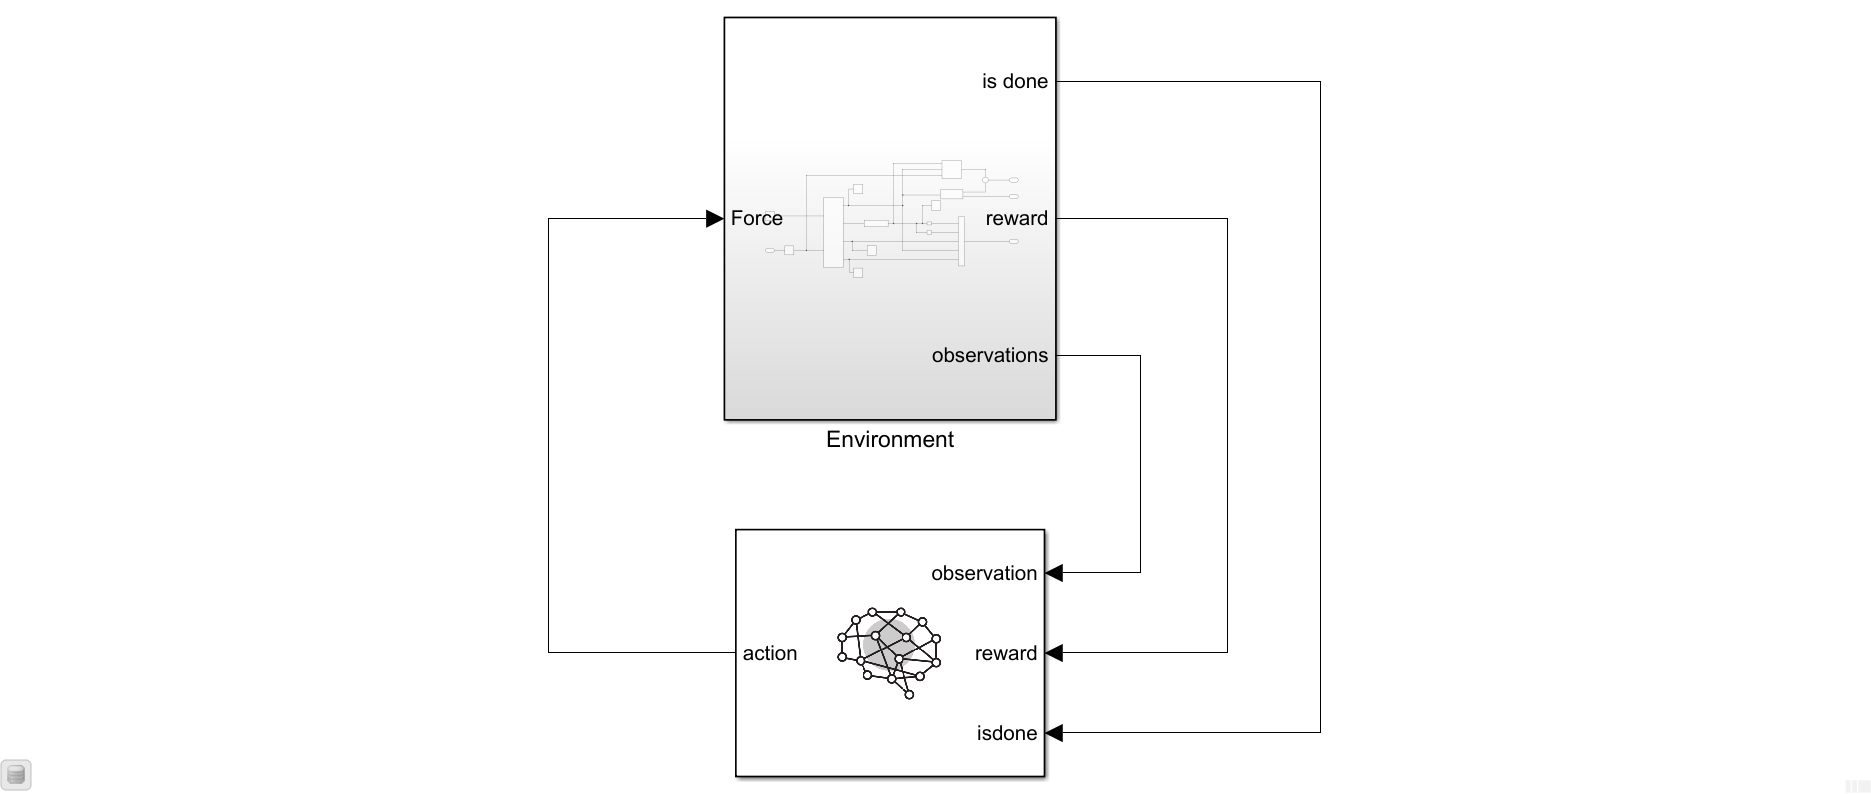 is done
Force
reward
observations
Environment
observation
action
reward
isdone